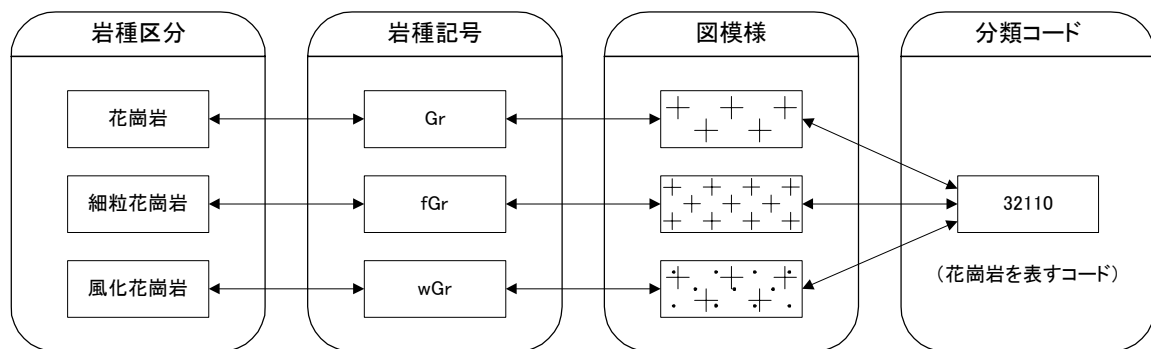 岩種区分
岩種記号
図模様
分類コード
花崗岩
Gr
細粒花崗岩
fGr
32110
風化花崗岩
wGr
（花崗岩を表すコード）